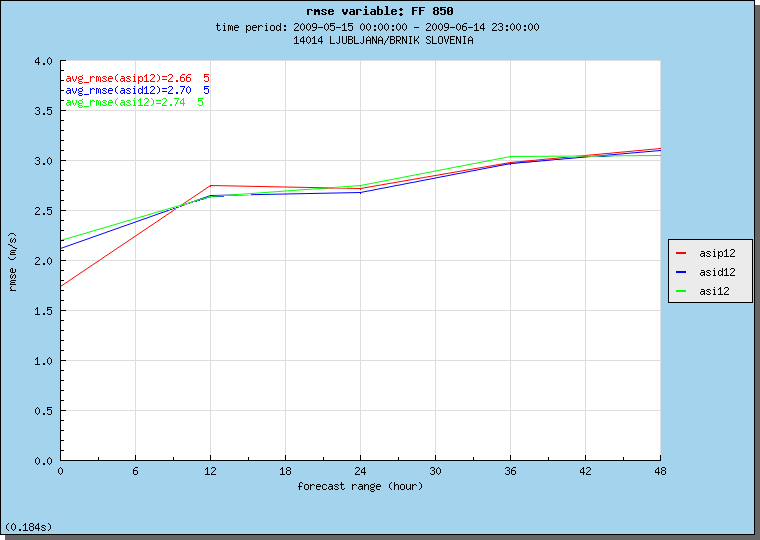 rmse variable: FF 850
time period: 2009-05-15 00:00:00 - 2009-06-14 23:00:00
14014 LJUBLJANA/BRNIK SLOVENIA
avg_rmse(asip12)=2.66 5
avg_rmse(asid12)=2.70 5
avg_rmse(asi12)=2.74 5
4.0
3.5
3.0
2.5
2.0
1.5
1.0
0.5
0.0
rmse (m/s)
0 6 12 18 24 30 36 42 48
forecast range (hour)
asip12
asid12
asi12
(0.184s)